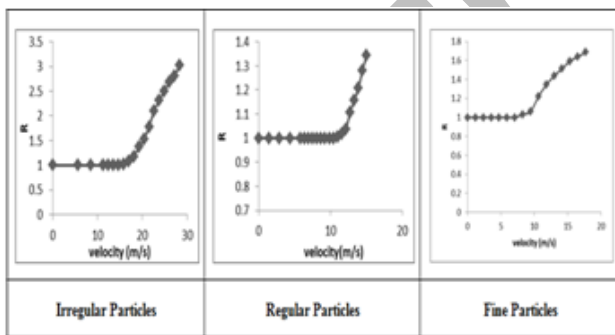 3.5
3
2.5
2
1.5
1
0.5
0
R
0 10 20 30
velocity (m/s)
1.4
1.3
1.2
1.1
1
0.9
0.8
0.7
R
0 10 20
velocity(m/s)
1.8
1.6
1.4
1.2
1
0.8
0.6
0.4
0.2
0
R
0 5 10 15 20
velocity (m/s)
Irregular Particles
Regular Particles
Fine Particles